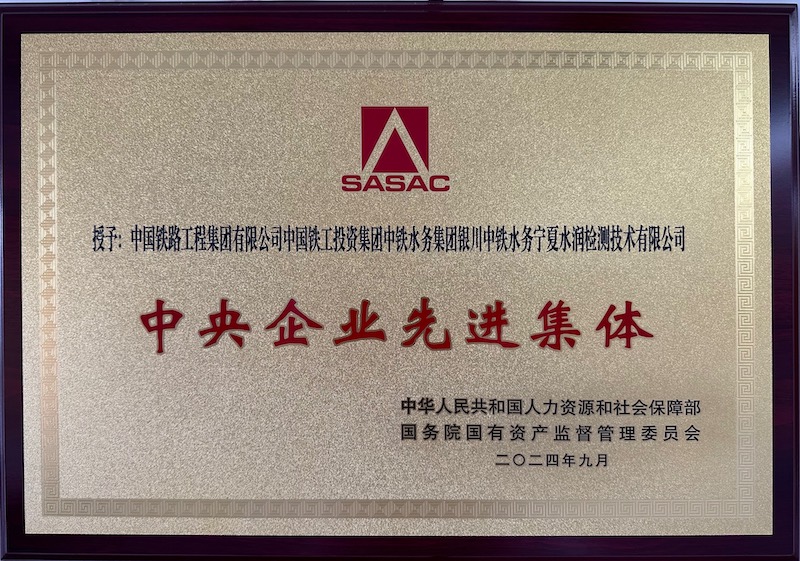 SASAC
授予：中国铁路工程集团有限公司中国铁工投资集团中铁水务集团银川中铁水务宁夏水润检测技术有限公司
中央企业先进集体
中华人民共和国人力资源和社会保障部
国务院国有资产监督管理委员会
二〇二四年九月